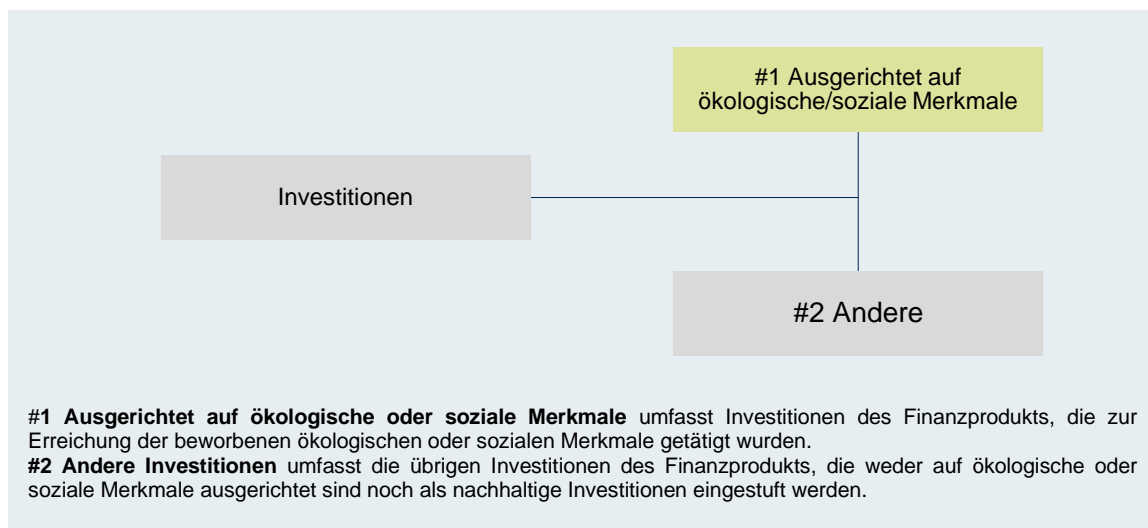 #1 Ausgerichtet auf
ökologische/soziale Merkmale
Investitionen
#2 Andere
#1 Ausgerichtet auf ökologische oder soziale Merkmale umfasst Investitionen des Finanzprodukts, die zur
Erreichung der beworbenen ökologischen oder sozialen Merkmale getätigt wurden.
#2 Andere Investitionen umfasst die übrigen Investitionen des Finanzprodukts, die weder auf ökologische oder
soziale Merkmale ausgerichtet sind noch als nachhaltige Investitionen eingestuft werden.